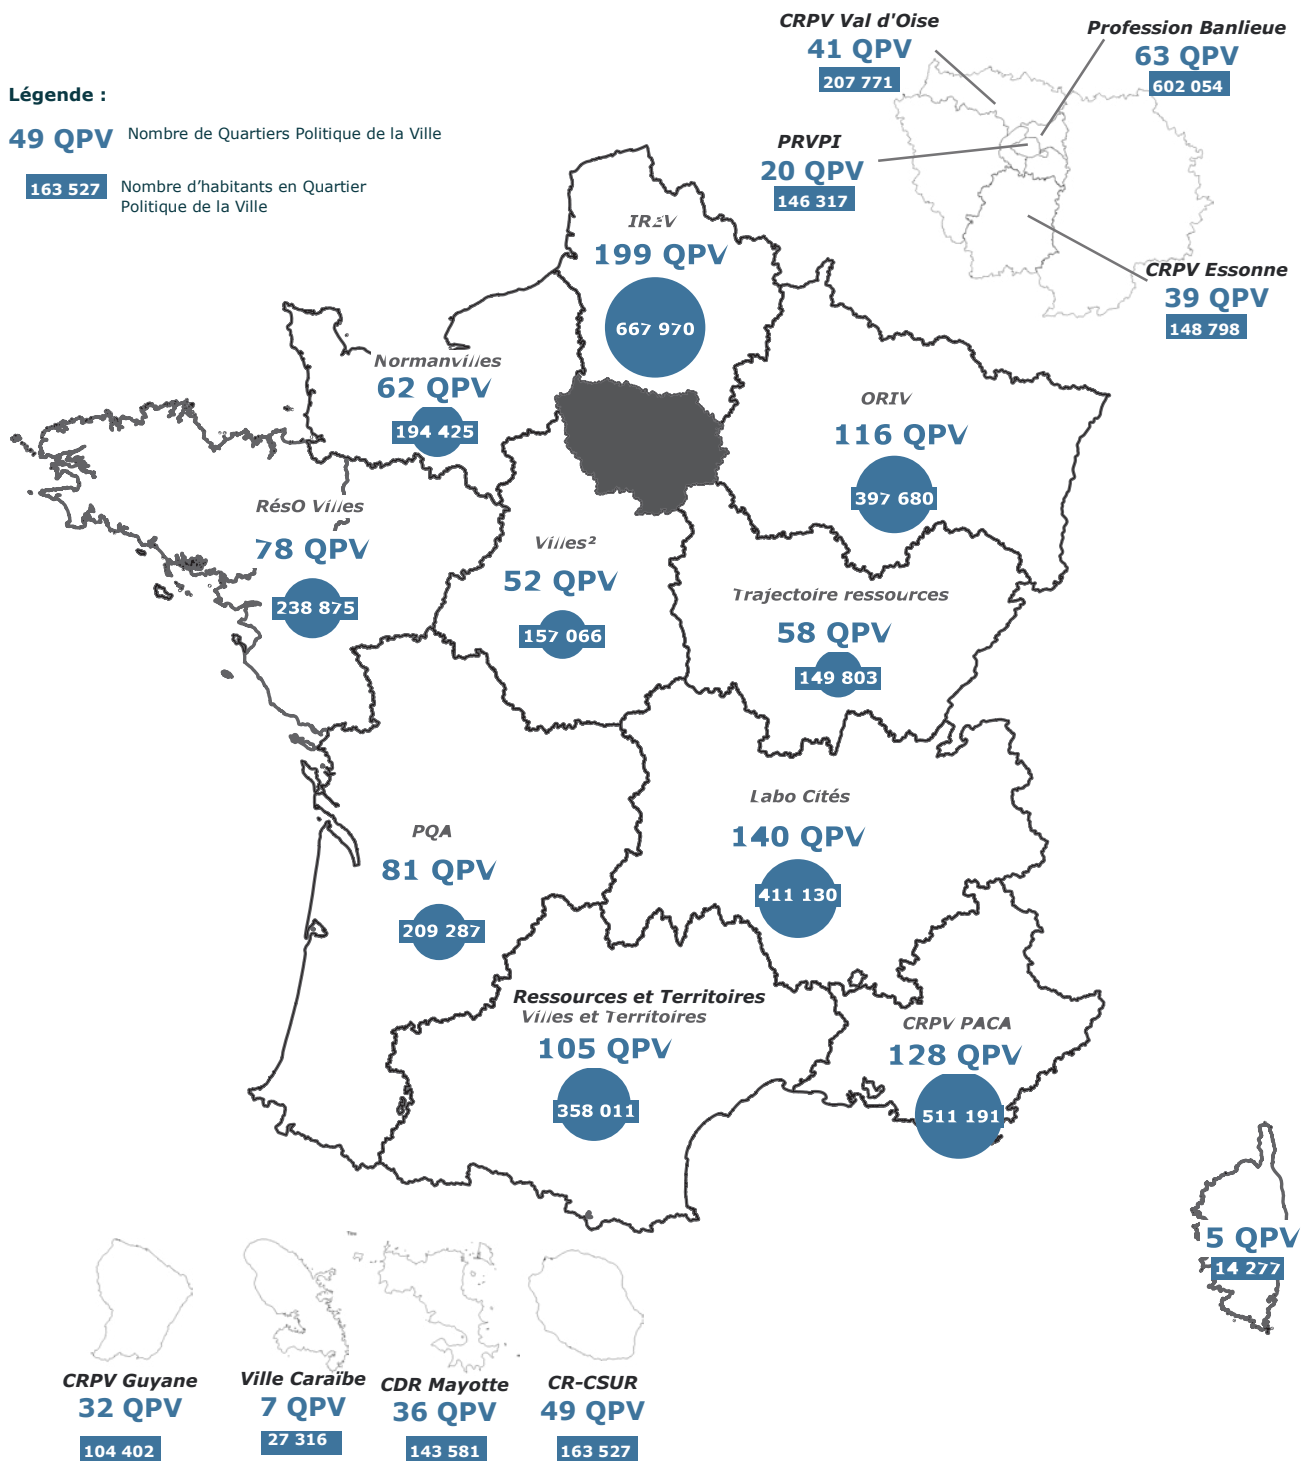 CRPV Val d'Oise
41 QPV
207 771
Profession Banlieue
63 QPV
602 054
Légende :
49 QPV Nombre de Quartiers Politique de la Ville
163 527 Nombre d'habitants en Quartier
Politique de la Ville
PRVPI
20 QPV
146 317
CRPV Essonne
39 QPV
148 798
IREV
199 QPV
667 970
Normanvilles
62 QPV
194 425
ORIV
116 QPV
397 680
RésO Villes
78 QPV
238 875
Villes²
52 QPV
157 066
Trajectoire ressources
58 QPV
149 803
Labo Cités
140 QPV
411 130
PQA
81 QPV
209 287
Ressources et Territoires
Villes et Territoires
105 QPV
358 011
CRPV PACA
128 QPV
511 191
5 QPV
14 277
CRPV Guyane
32 QPV
104 402
Ville Caraïbe
7 QPV
27 316
CDR Mayotte
36 QPV
143 581
CR-CSUR
49 QPV
163 527